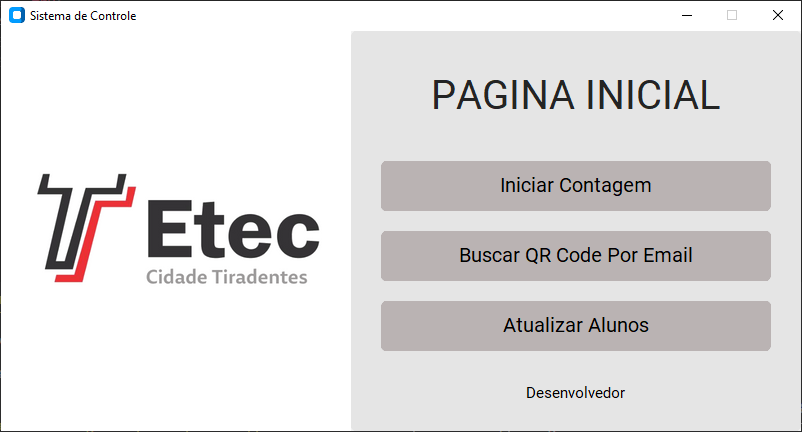 Sistema de Controle
Etec
Cidade Tiradentes
PAGINA INICIAL
Iniciar Contagem
Buscar QR Code Por Email
Atualizar Alunos
Desenvolvedor